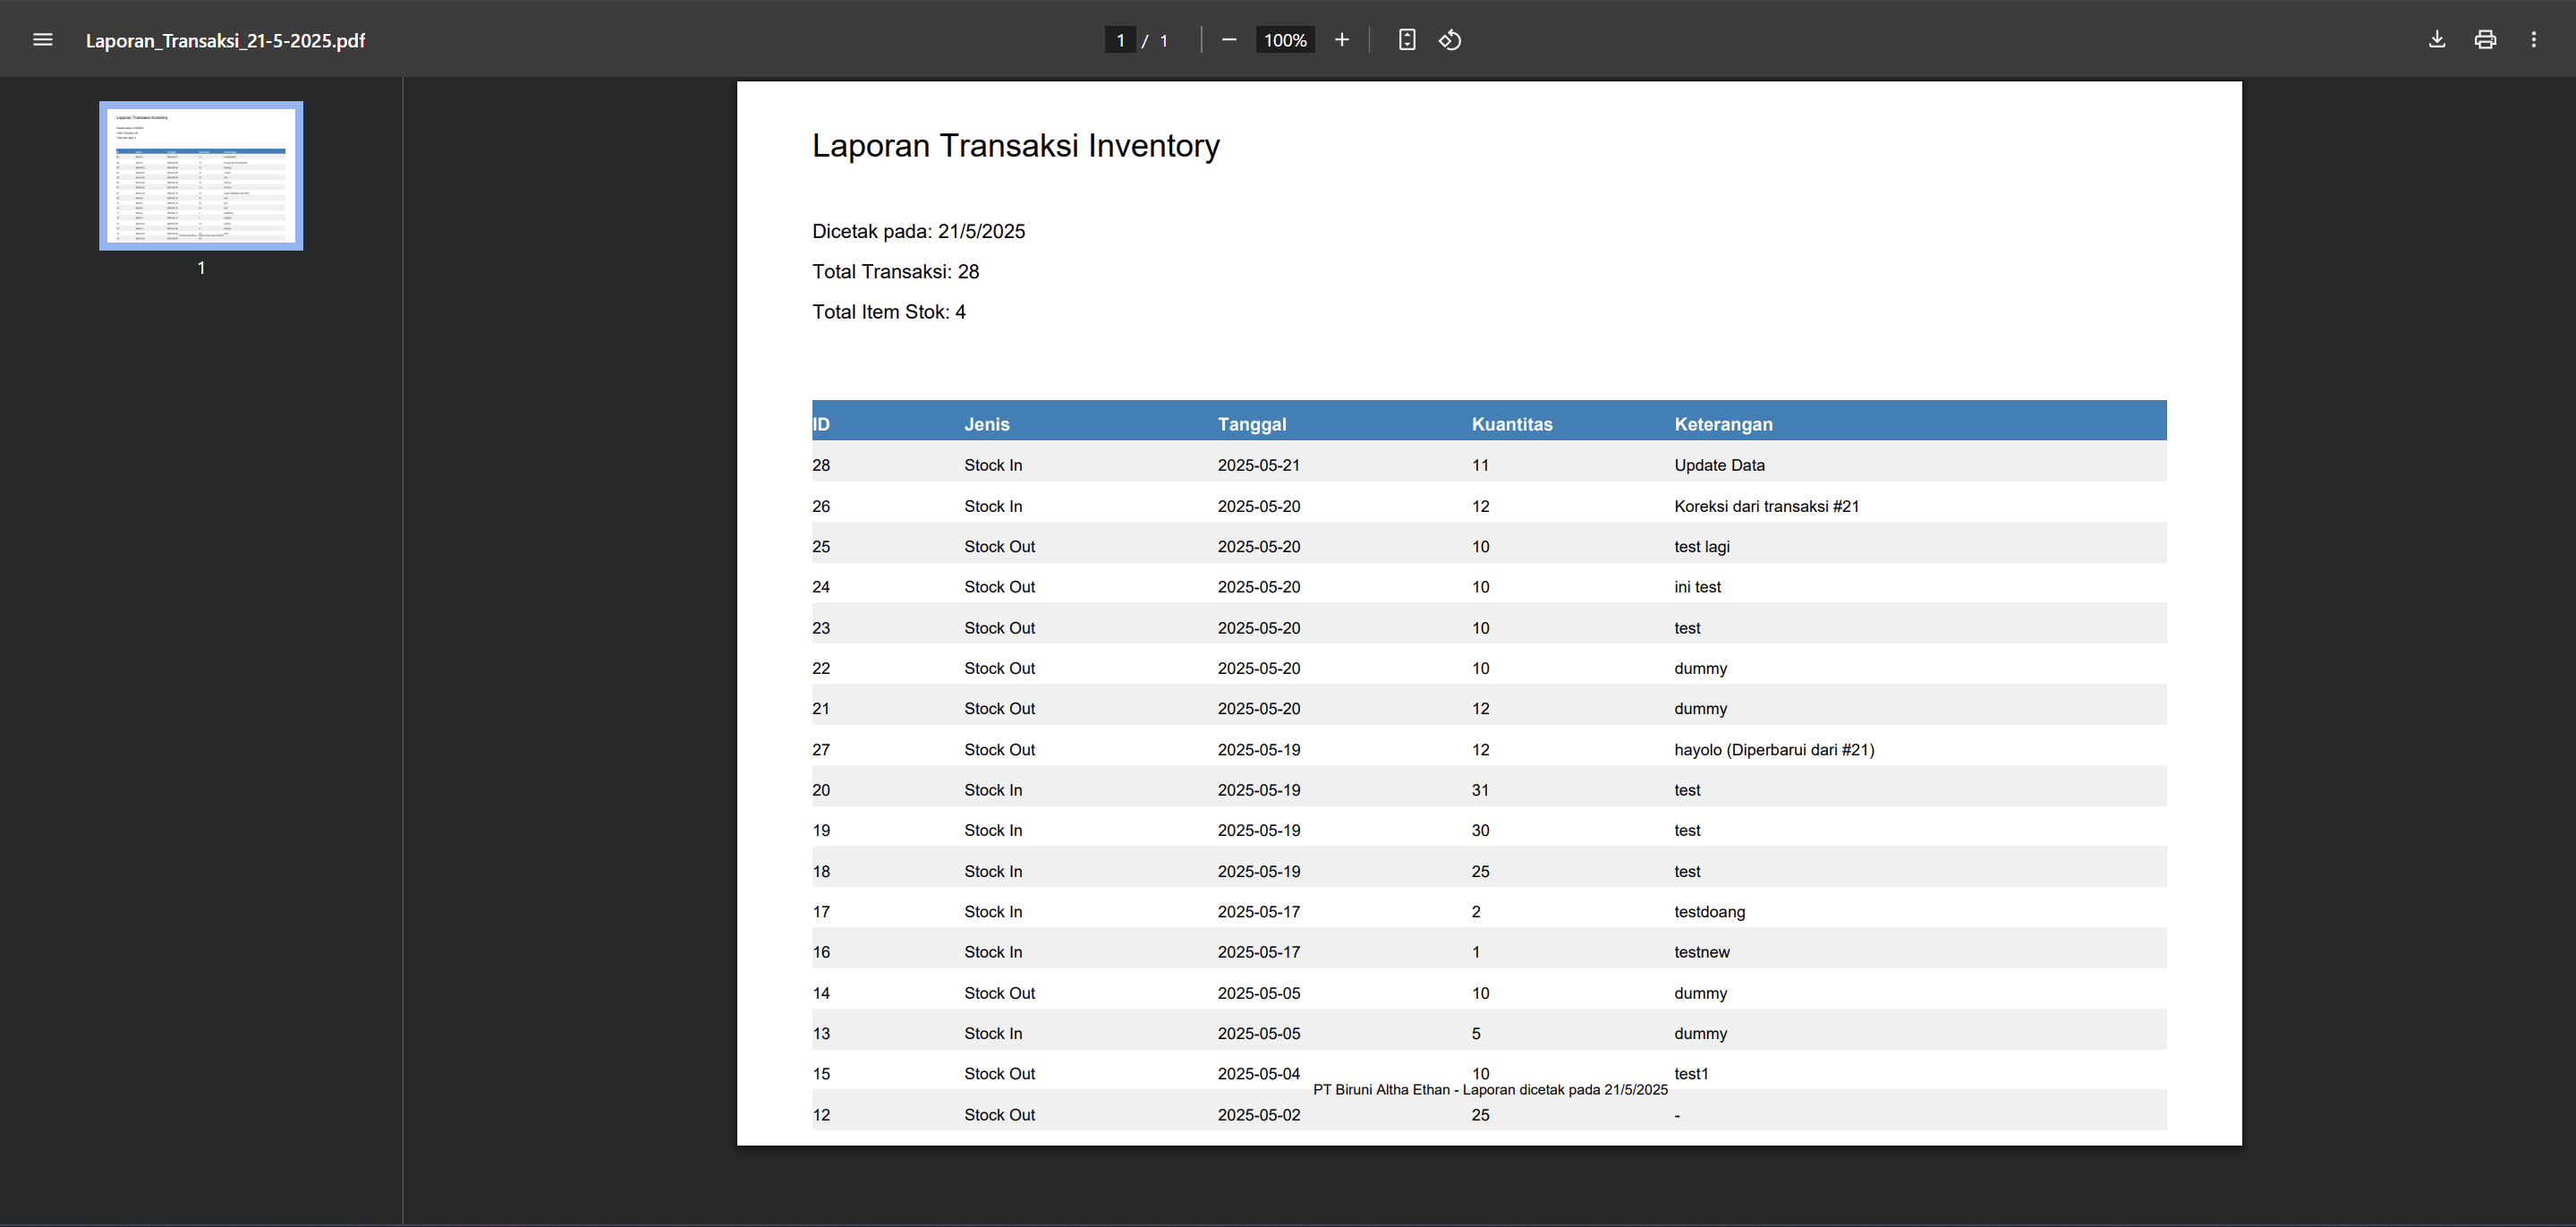 Laporan_Transaksi_21-5-2025.pdf
1 / 1
100%
1
Laporan Transaksi Inventory
Dicetak pada: 21/5/2025
Total Transaksi: 28
Total Item Stok: 4
ID Jenis Tanggal Kuantitas Keterangan
28 Stock In 2025-05-21 11 Update Data
26 Stock In 2025-05-20 12 Koreksi dari transaksi #21
25 Stock Out 2025-05-20 10 test lagi
24 Stock Out 2025-05-20 10 ini test
23 Stock Out 2025-05-20 10 test
22 Stock Out 2025-05-20 10 dummy
21 Stock Out 2025-05-20 12 dummy
27 Stock Out 2025-05-19 12 hayolo (Diperbarui dari #21)
20 Stock In 2025-05-19 31 test
19 Stock In 2025-05-19 30 test
18 Stock In 2025-05-19 25 test
17 Stock In 2025-05-17 2 testdoang
16 Stock In 2025-05-17 1 testnew
14 Stock Out 2025-05-05 10 dummy
13 Stock In 2025-05-05 5 dummy
15 Stock Out 2025-05-04 10 test1
PT Biruni Altha Ethan - Laporan dicetak pada 21/5/2025
12 Stock Out 2025-05-02 25 -